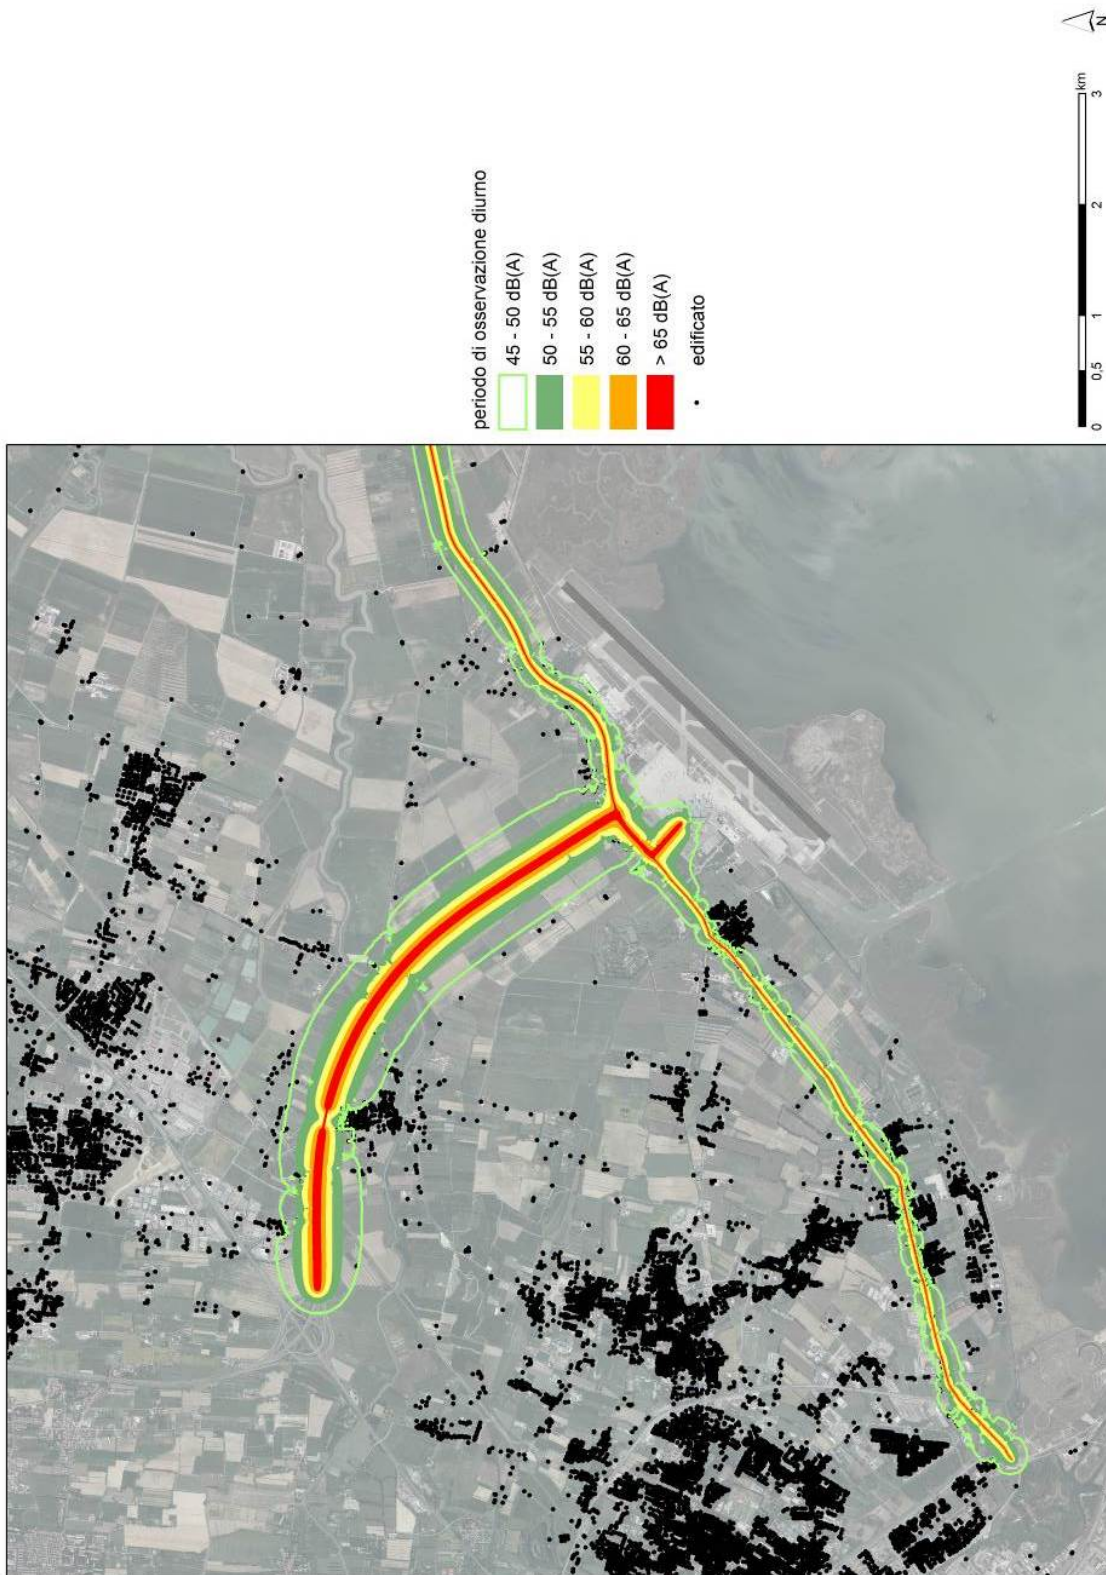 periodo di osservazione diurno
45 - 50 dB(A)
50 - 55 dB(A)
55 - 60 dB(A)
60 - 65 dB(A)
> 65 dB(A)
edificato
km
0 0,5 1 2 3
N